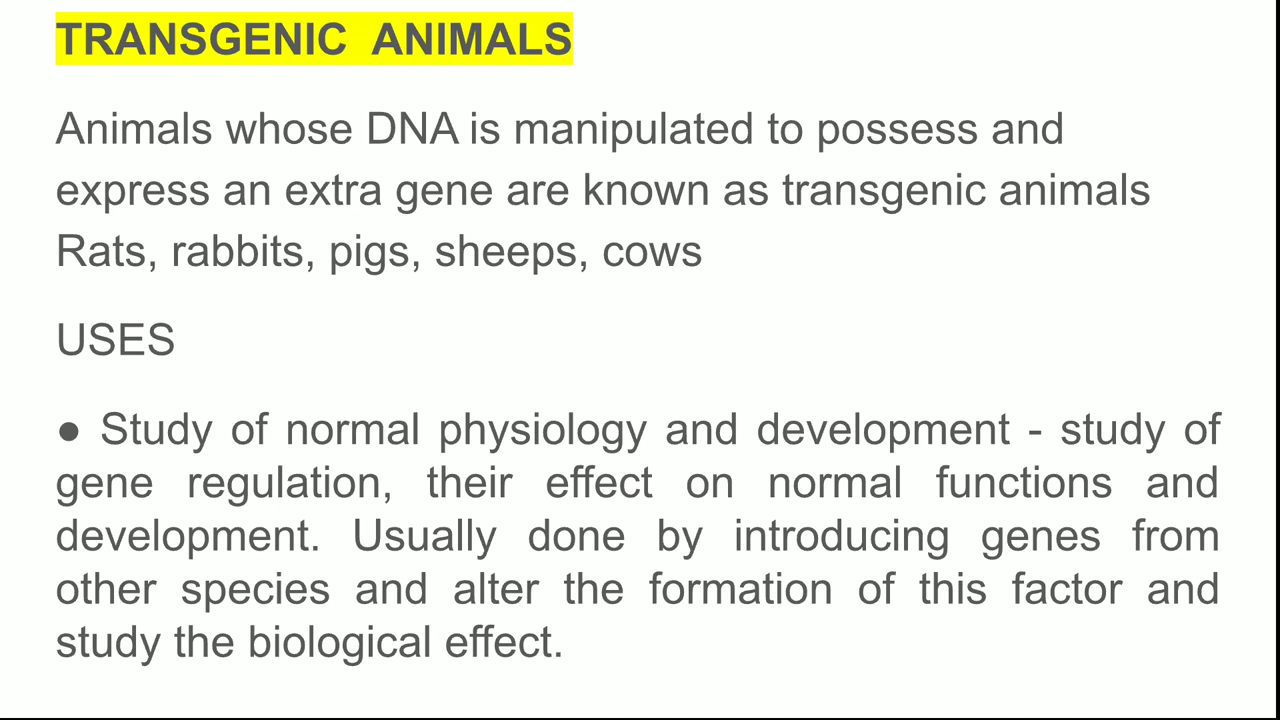 TRANSGENIC ANIMALS
Animals whose DNA is manipulated to possess and
express an extra gene are known as transgenic animals
Rats, rabbits, pigs, sheeps, cows
USES
● Study of normal physiology and development - study of
gene regulation, their effect on normal functions and
development. Usually done by introducing genes from
other species and alter the formation of this factor and
study the biological effect.